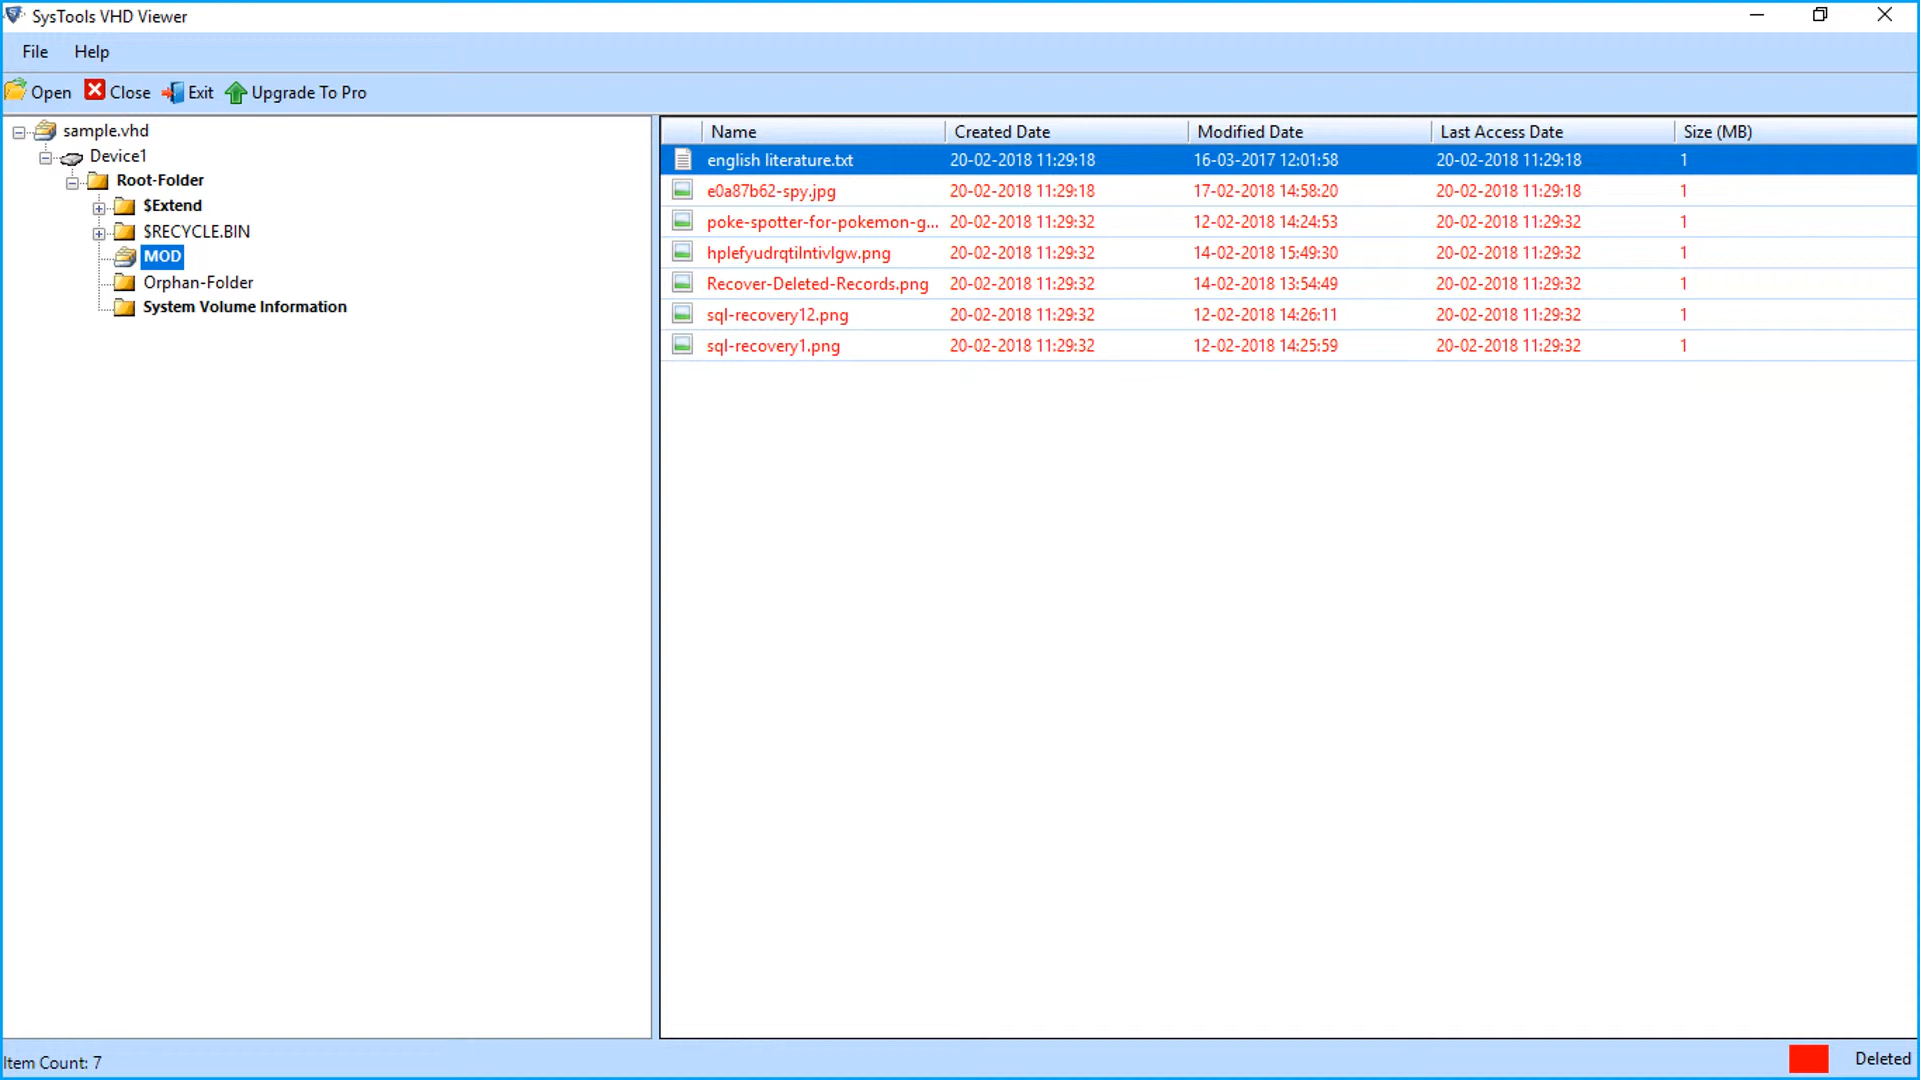 SysTools VHD Viewer
File Help
Open Close Exit Upgrade To Pro
sample.vhd
Device1
Root-Folder
$Extend
$RECYCLE.BIN
MOD
Orphan-Folder
System Volume Information
Name Created Date Modified Date Last Access Date Size (MB)
english literature.txt 20-02-2018 11:29:18 16-03-2017 12:01:58 20-02-2018 11:29:18 1
e0a87b62-spy.jpg 20-02-2018 11:29:18 17-02-2018 14:58:20 20-02-2018 11:29:18 1
poke-spotter-for-pokemon-g... 20-02-2018 11:29:32 12-02-2018 14:24:53 20-02-2018 11:29:32 1
hplefyudrqtilntivlgw.png 20-02-2018 11:29:32 14-02-2018 15:49:30 20-02-2018 11:29:32 1
Recover-Deleted-Records.png 20-02-2018 11:29:32 14-02-2018 13:54:49 20-02-2018 11:29:32 1
sql-recovery12.png 20-02-2018 11:29:32 12-02-2018 14:26:11 20-02-2018 11:29:32 1
sql-recovery1.png 20-02-2018 11:29:32 12-02-2018 14:25:59 20-02-2018 11:29:32 1
Item Count: 7 Deleted